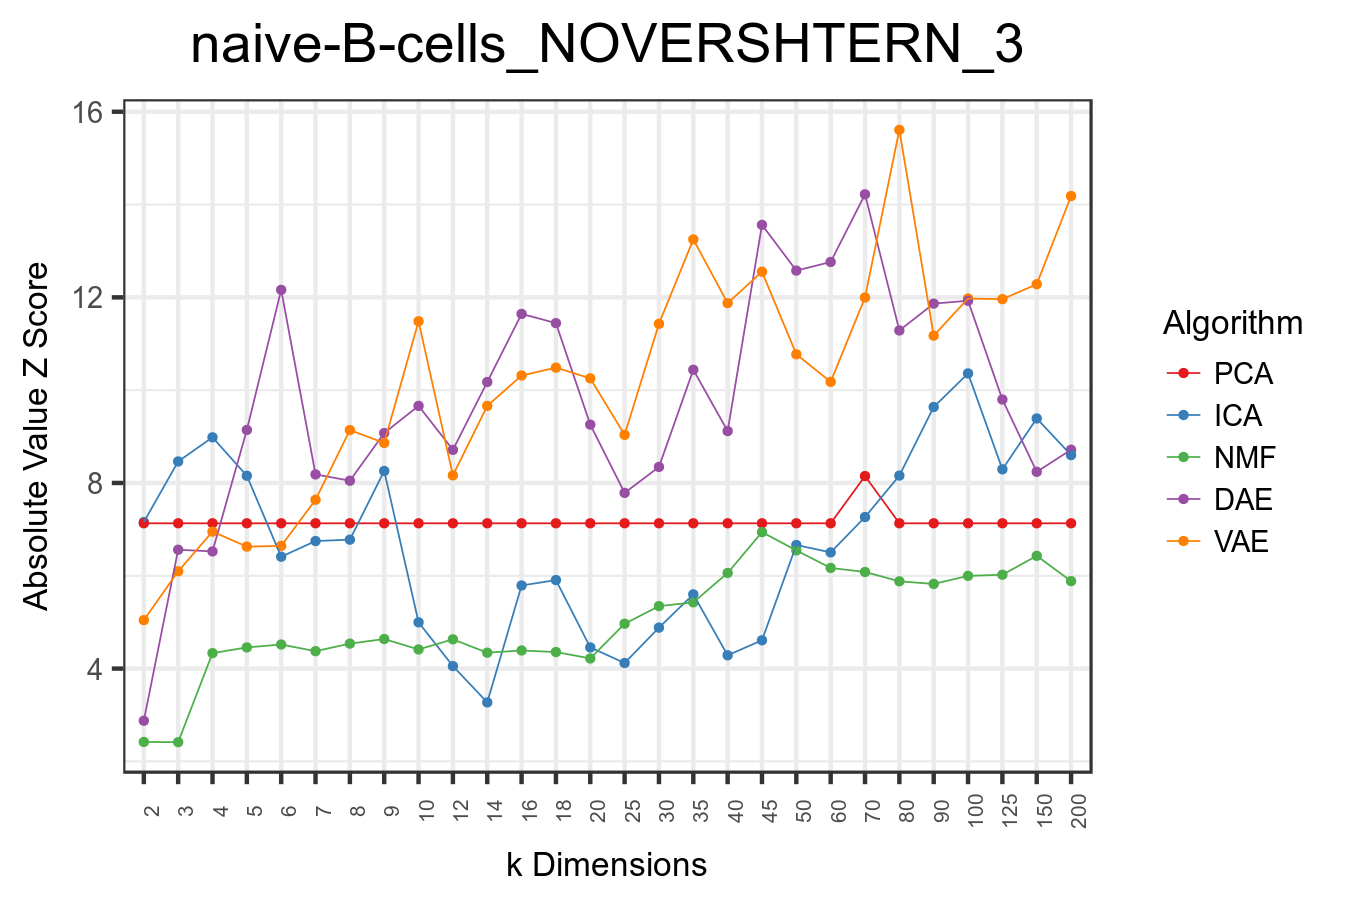 naive-B-cells_NOVERSHTERN_3
Absolute Value Z Score
16
12
8
4
2 3 4 5 6 7 8 9 10 12 14 16 18 20 25 30 35 40 45 50 60 70 80 90 100 125 150 200
k Dimensions
Algorithm
PCA
ICA
NMF
DAE
VAE